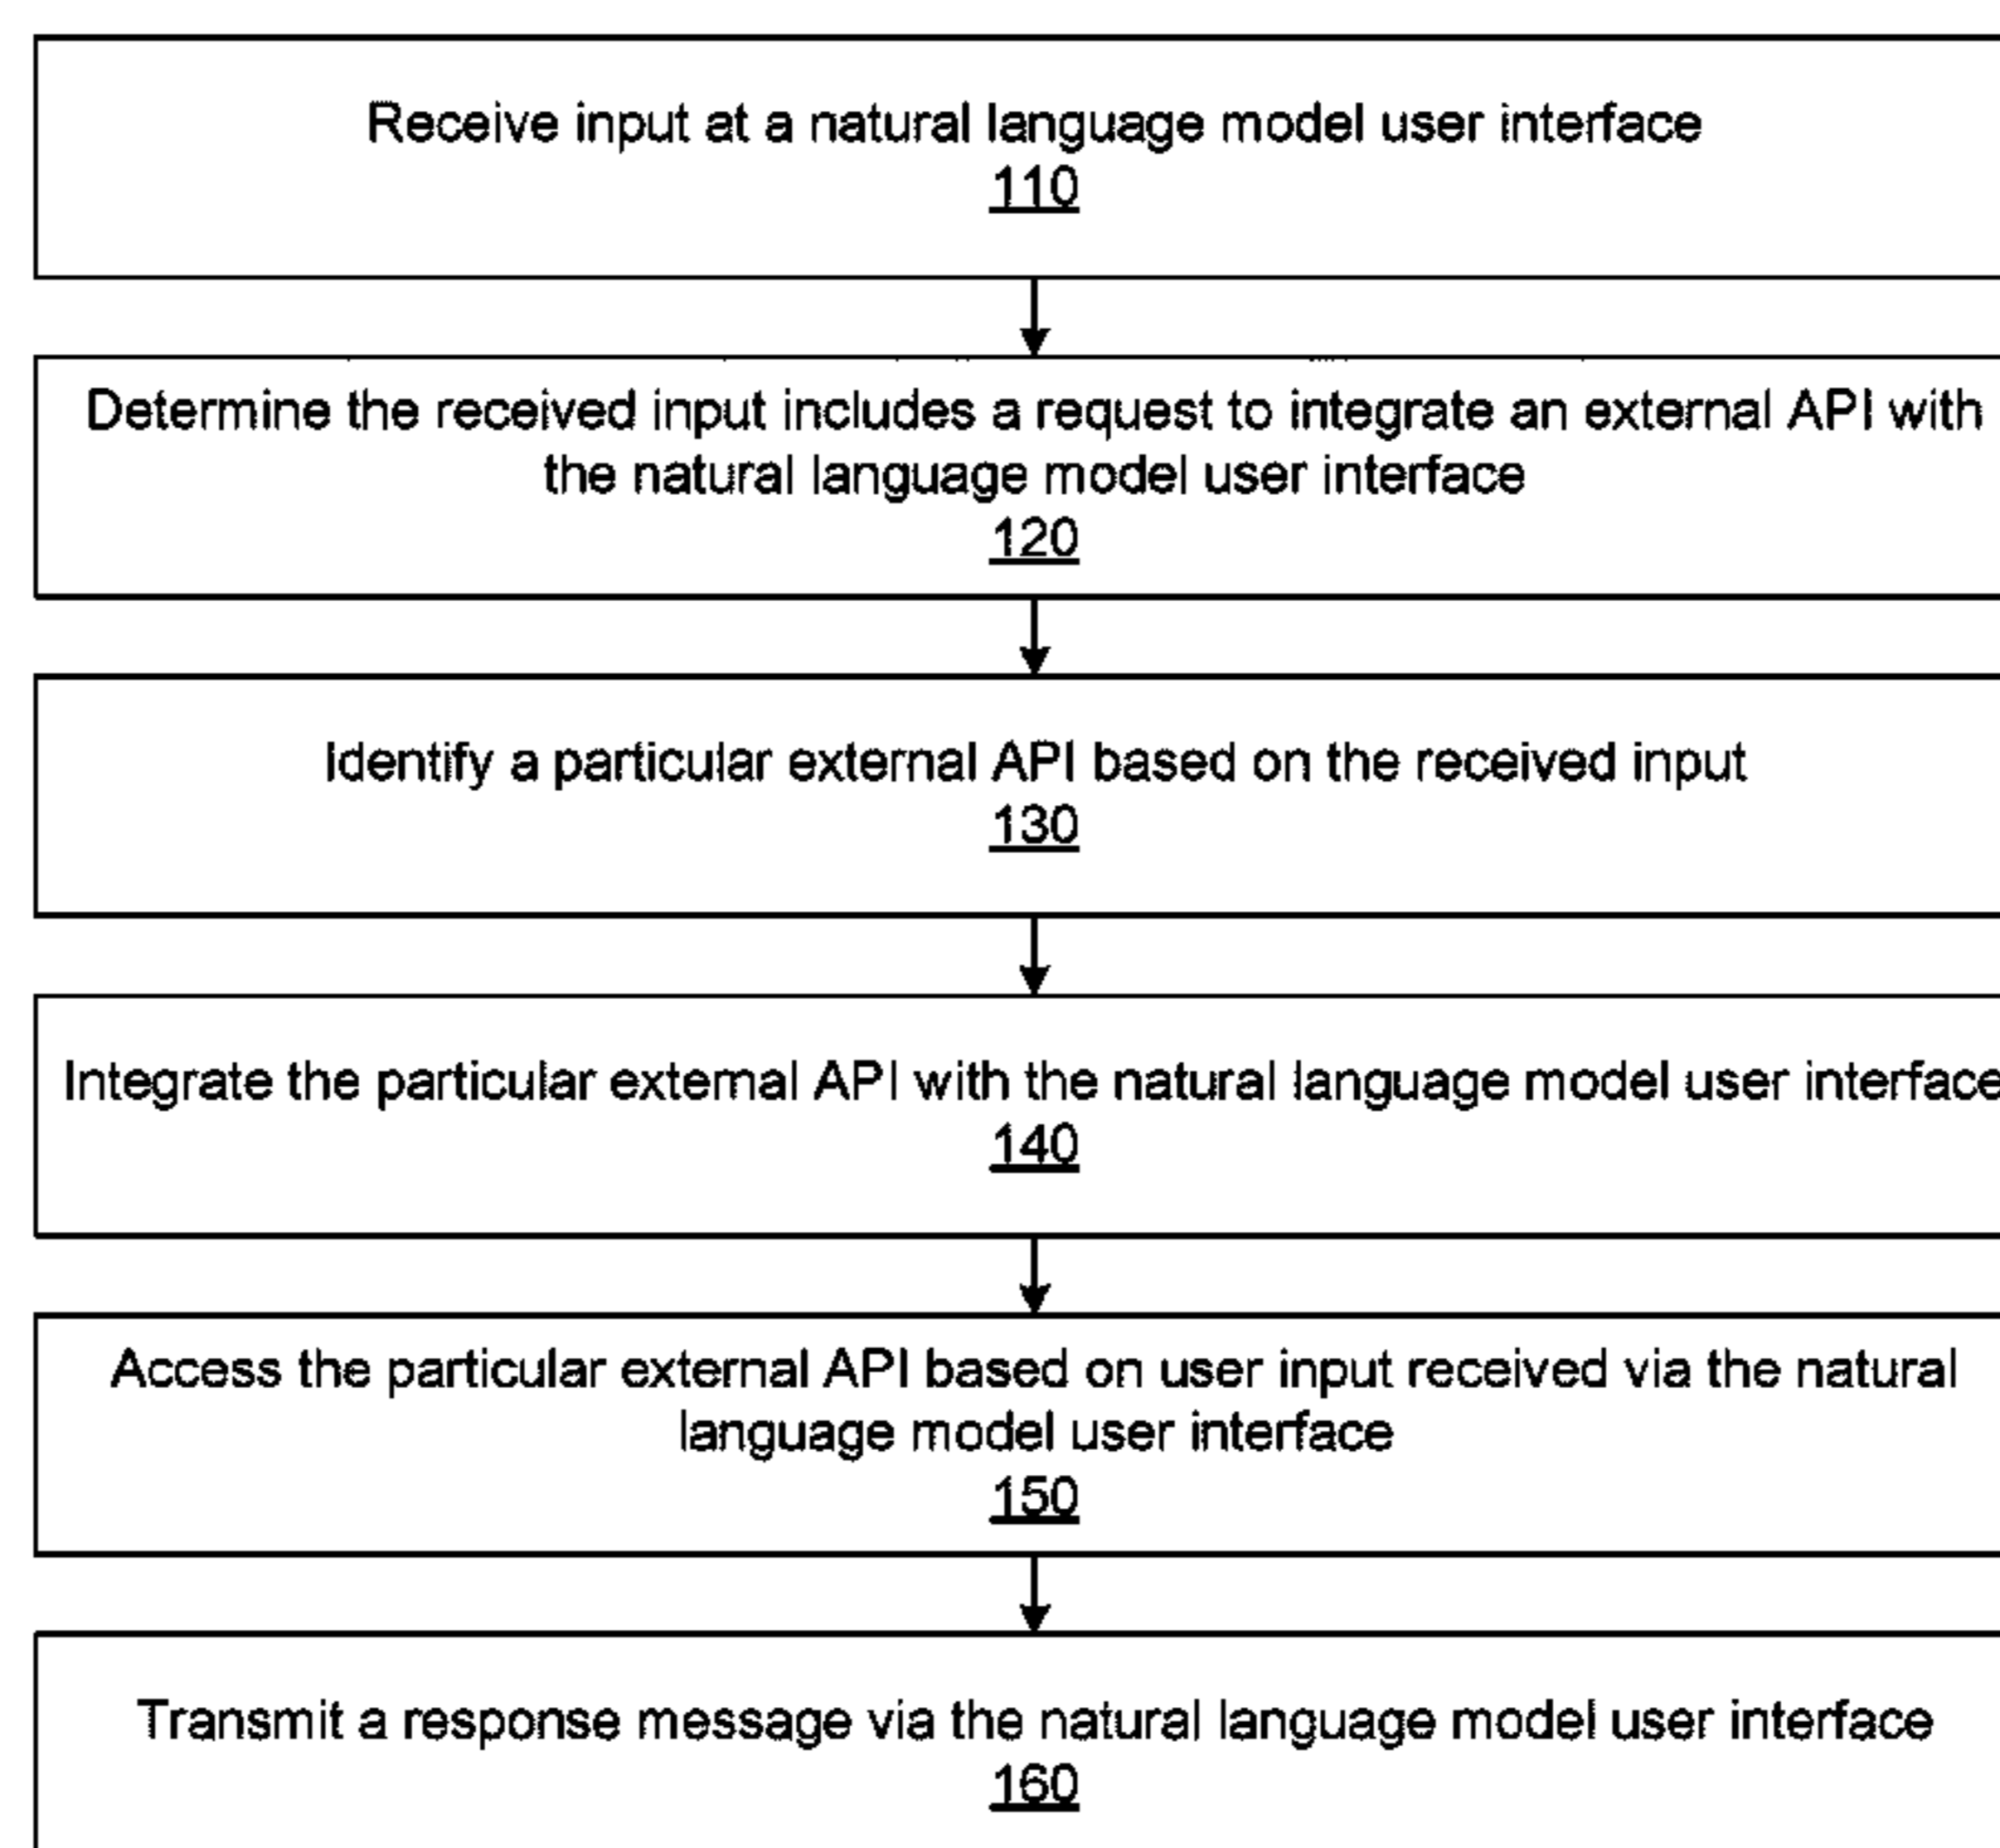 Receive input at a natural language model user interface
110
Determine the received input includes a request to integrate an external API with
the natural language model user interface
120
Identify a particular external API based on the received input
130
Integrate the particular external API with the natural language model user interface
140
Access the particular external API based on user input received via the natural
language model user interface
150
Transmit a response message via the natural language model user interface
160